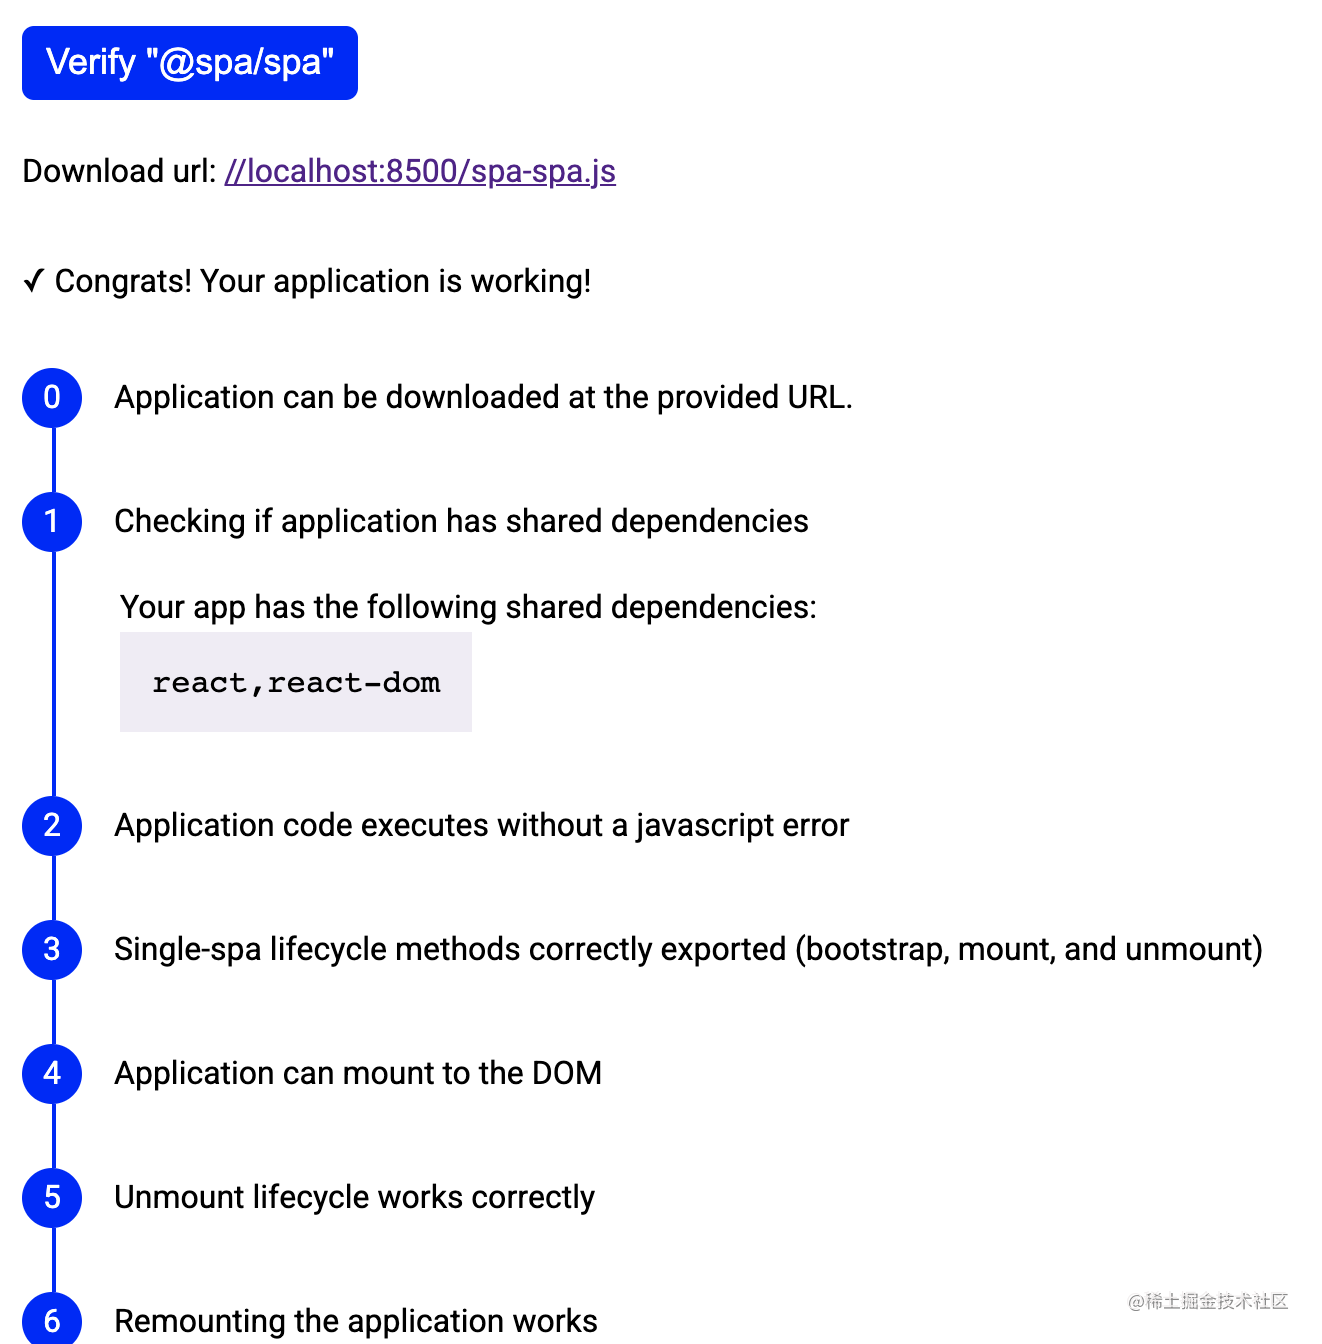 Verify "@spa/spa"
Download url: //localhost:8500/spa-spa.js
✓ Congrats! Your application is working!
0 Application can be downloaded at the provided URL.
1 Checking if application has shared dependencies
Your app has the following shared dependencies:
react,react-dom
2 Application code executes without a javascript error
3 Single-spa lifecycle methods correctly exported (bootstrap, mount, and unmount)
4 Application can mount to the DOM
5 Unmount lifecycle works correctly
@稀土掘金技术社区
6 Remounting the application works